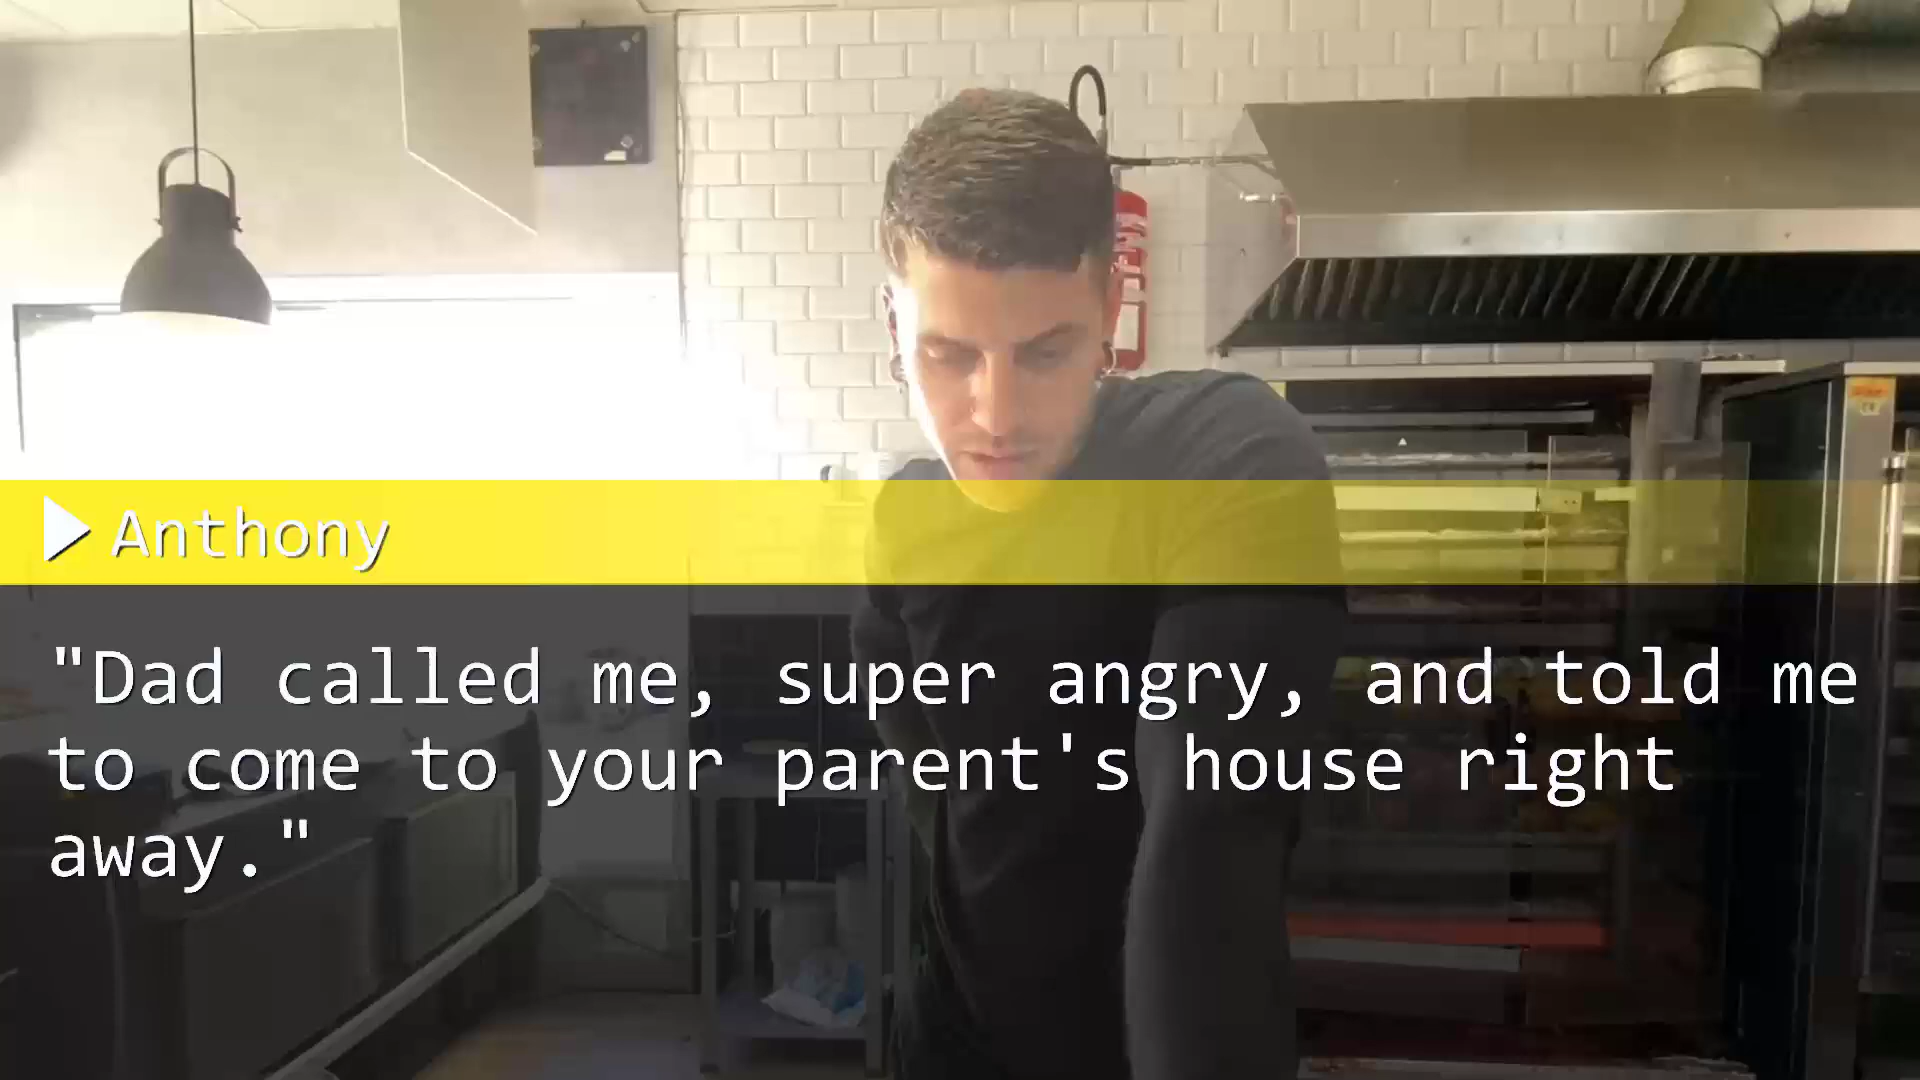 Anthony
"Dad called me, super angry, and told me
to come to your parent's house right
away."